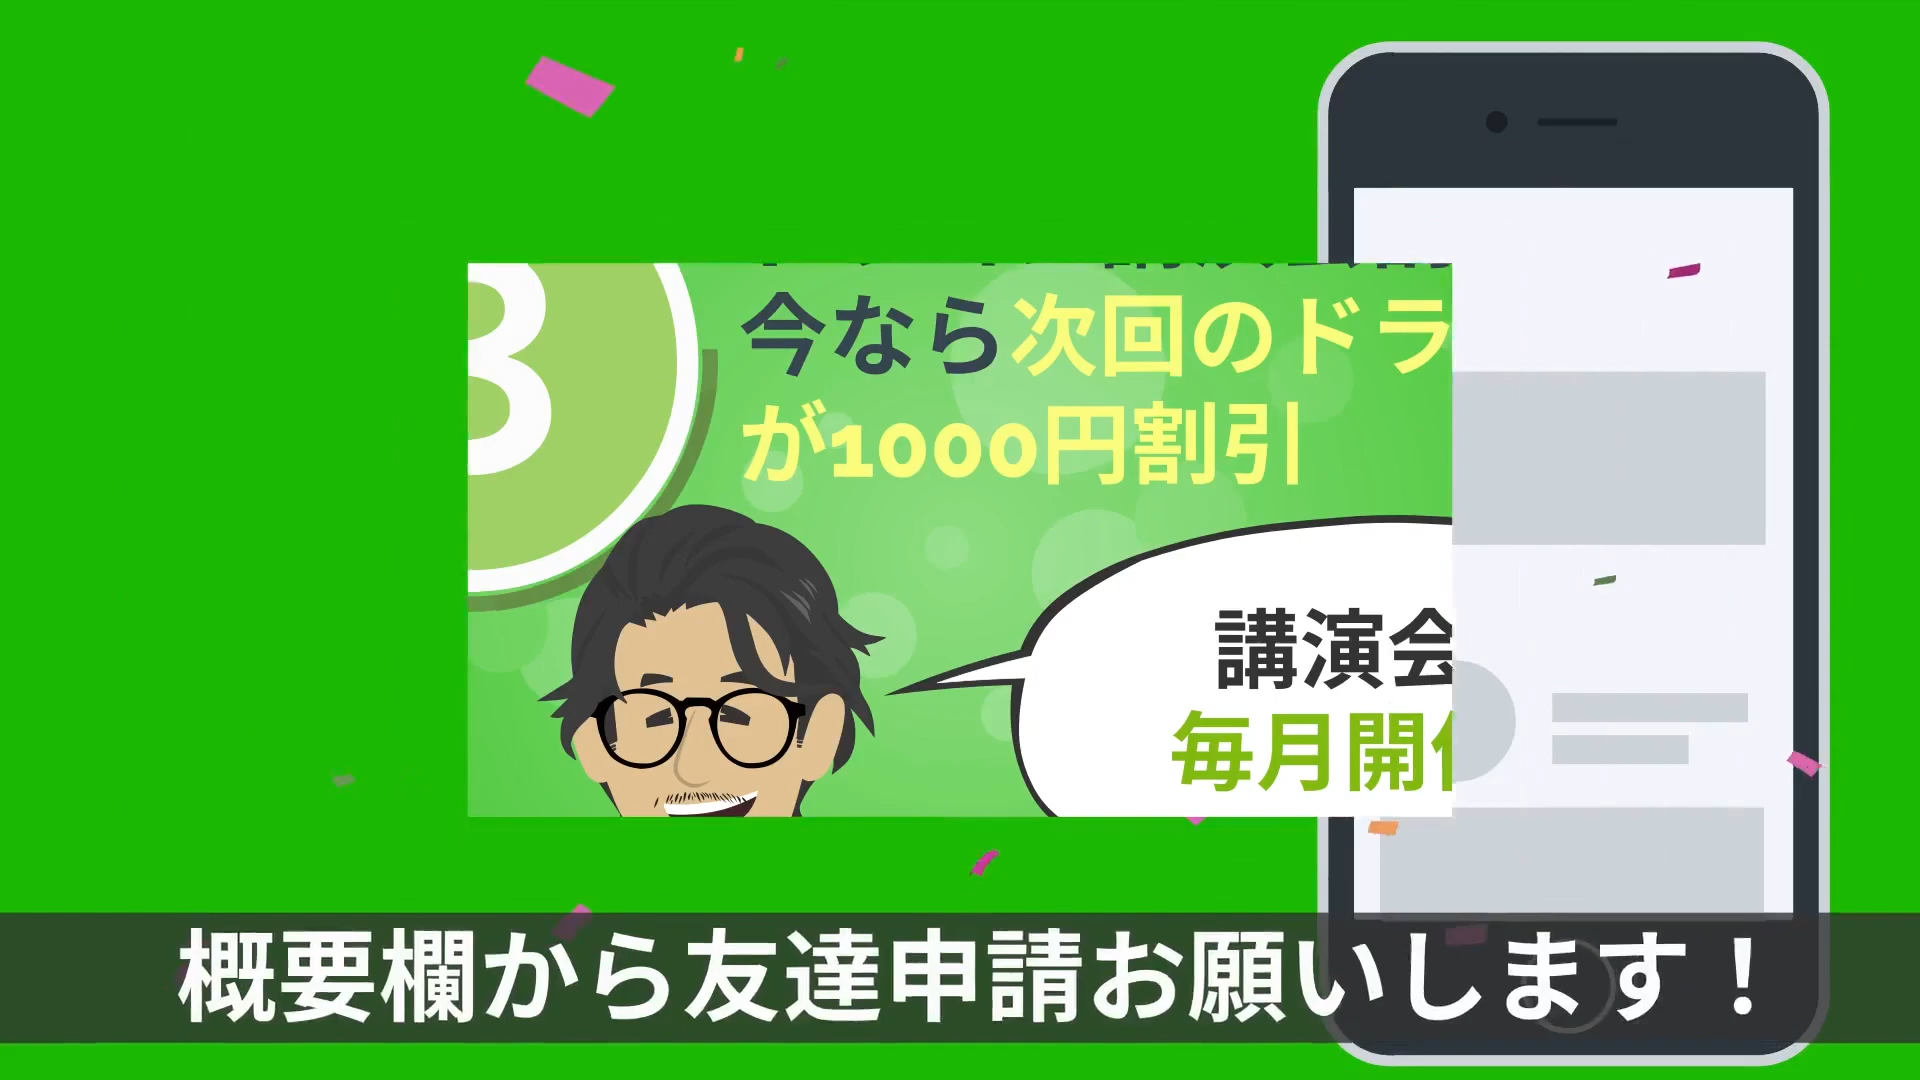 3
今なら次回のドラ
が1000円割引
講演会
毎月開
概要欄から友達申請お願いします！